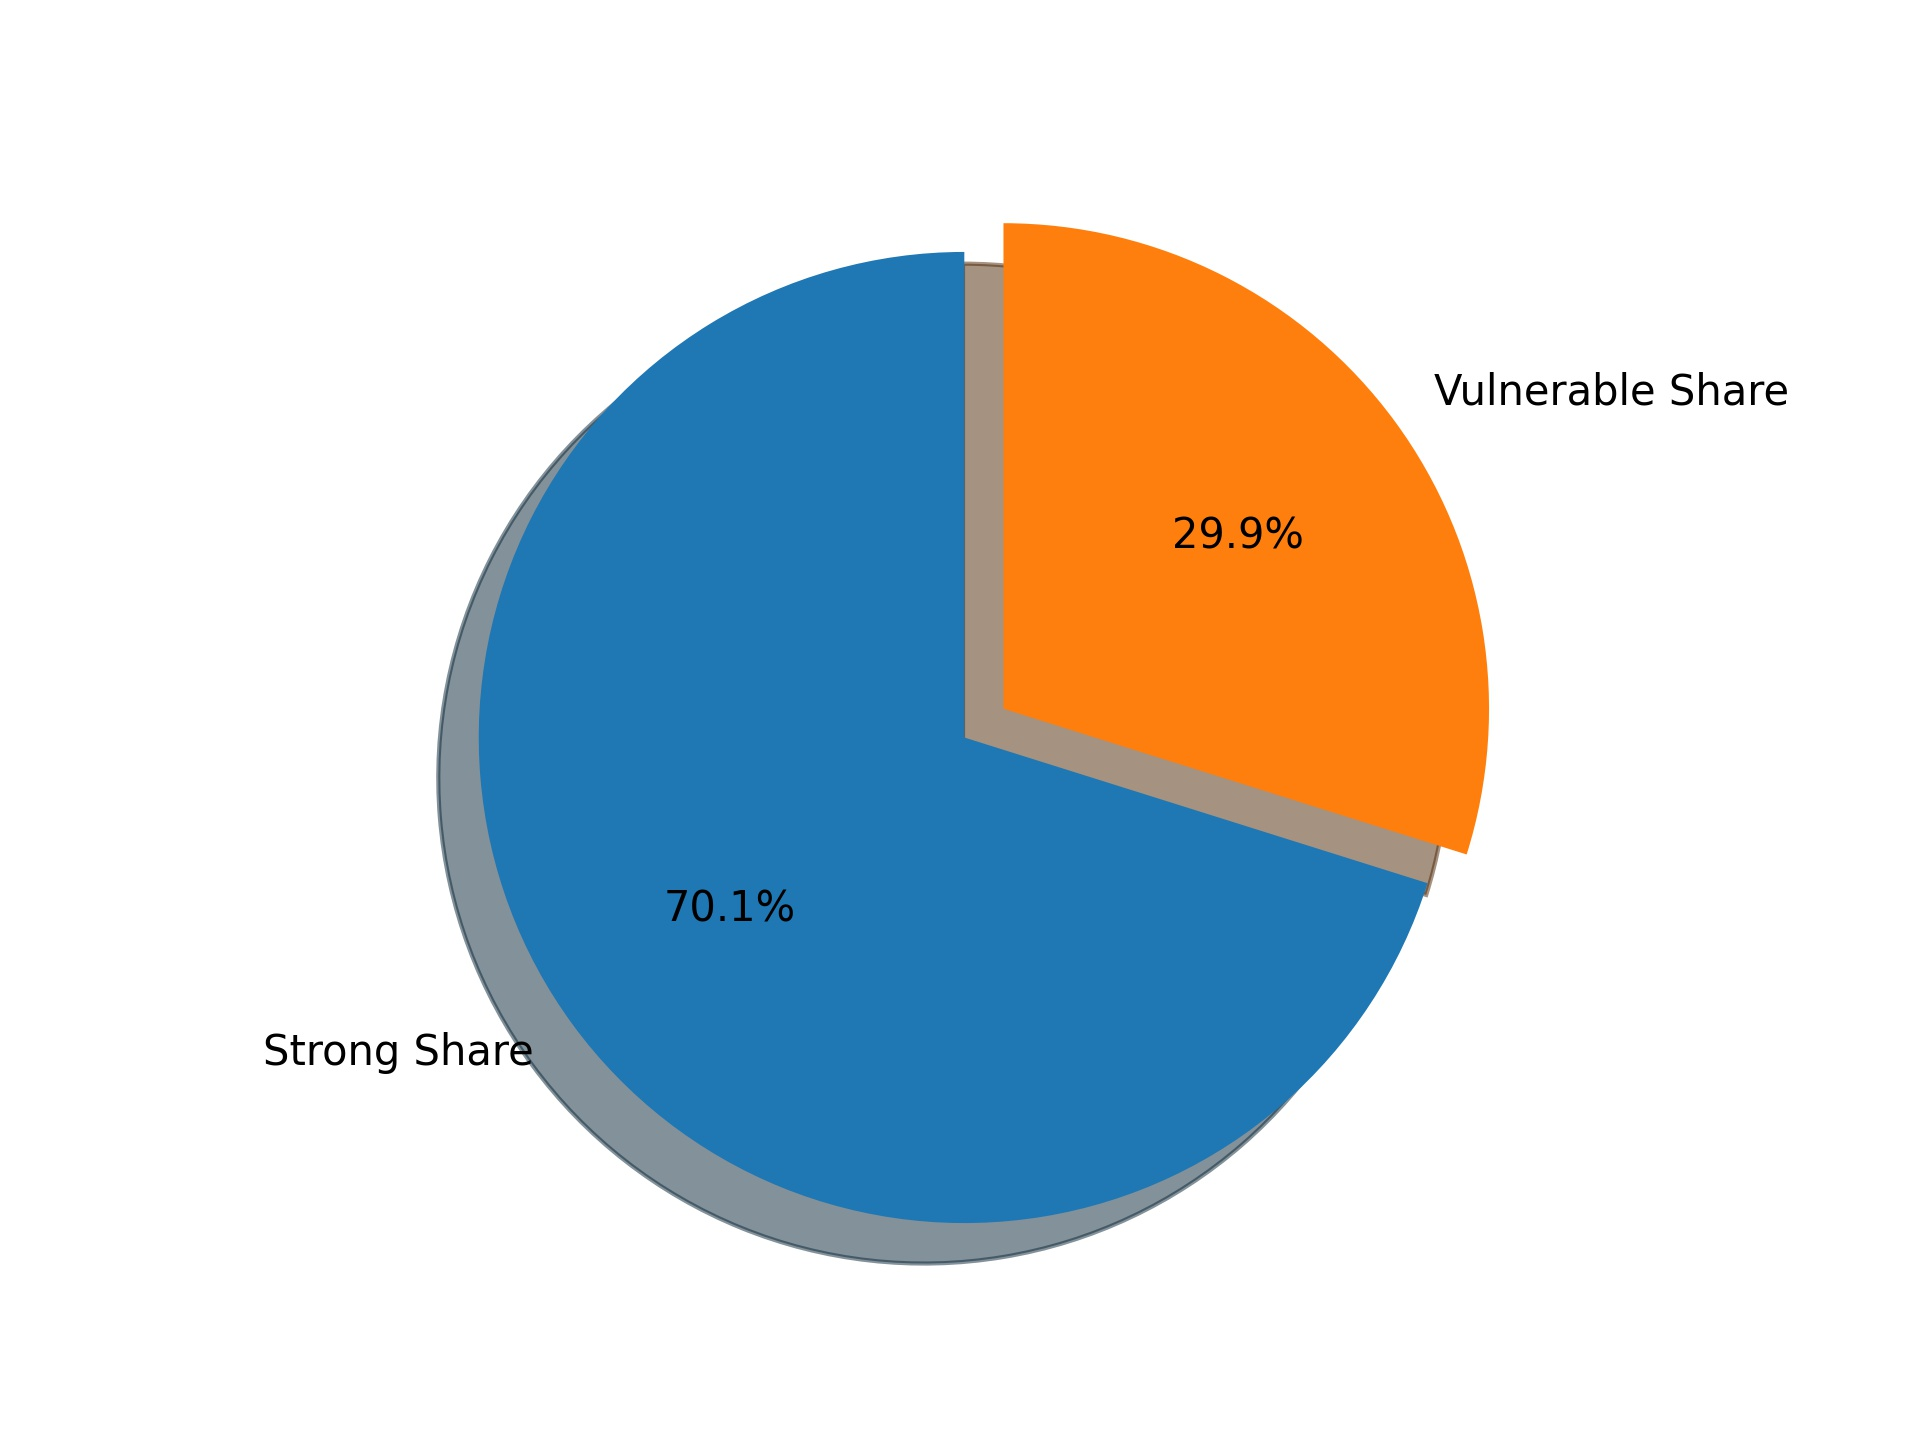 Vulnerable Share
29.9%
70.1%
Strong Share